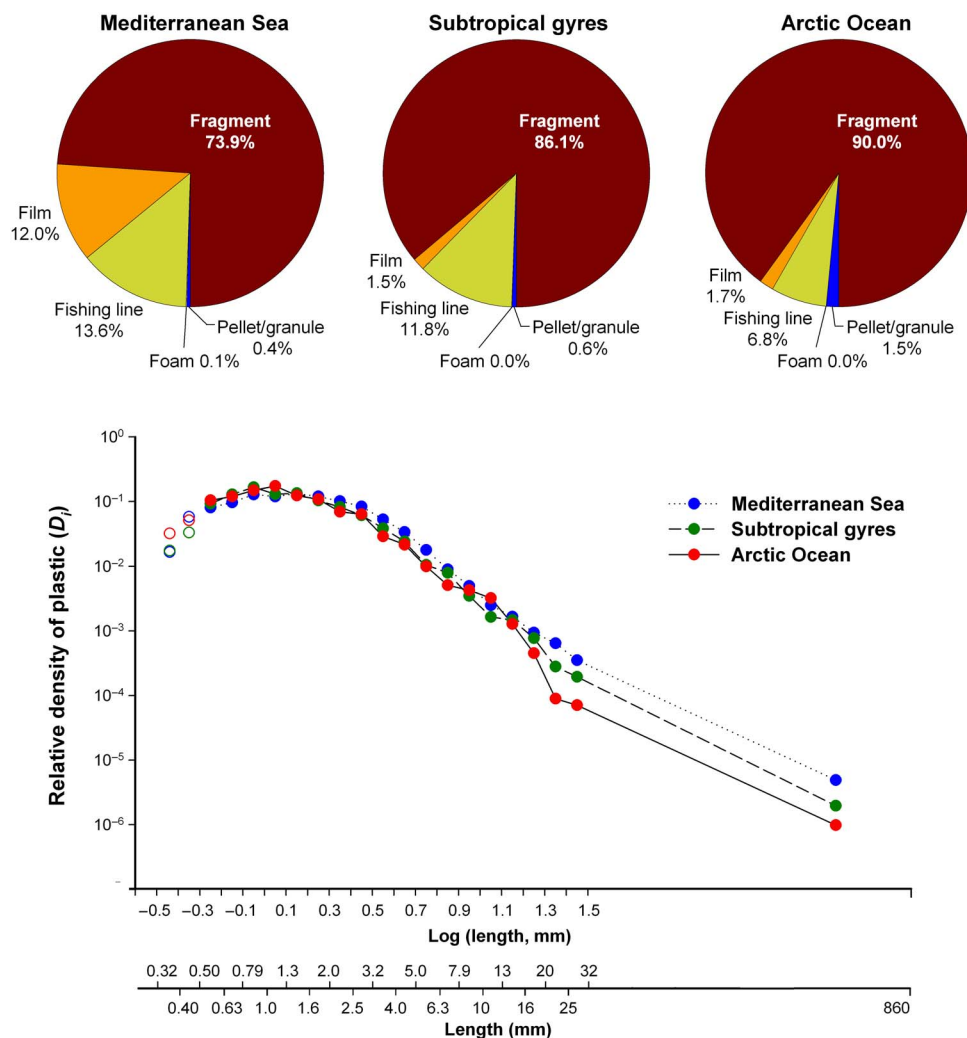 Mediterranean Sea
Fragment
73.9%
Film
12.0%
Fishing line
13.6%
Foam 0.1%
Pellet/granule
0.4%
Subtropical gyres
Fragment
86.1%
Film
1.5%
Fishing line
11.8%
Foam 0.0%
Pellet/granule
0.6%
Arctic Ocean
Fragment
90.0%
Film
1.7%
Fishing line
6.8%
Foam 0.0%
Pellet/granule
1.5%
Relative density of plastic (Di)
10⁰
10⁻¹
10⁻²
10⁻³
10⁻⁴
10⁻⁵
10⁻⁶
Mediterranean Sea
Subtropical gyres
Arctic Ocean
–0.5 –0.3 –0.1 0.1 0.3 0.5 0.7 0.9 1.1 1.3 1.5
Log (length, mm)
0.32 0.50 0.79 1.3 2.0 3.2 5.0 7.9 13 20 32
0.40 0.63 1.0 1.6 2.5 4.0 6.3 10 16 25 860
Length (mm)